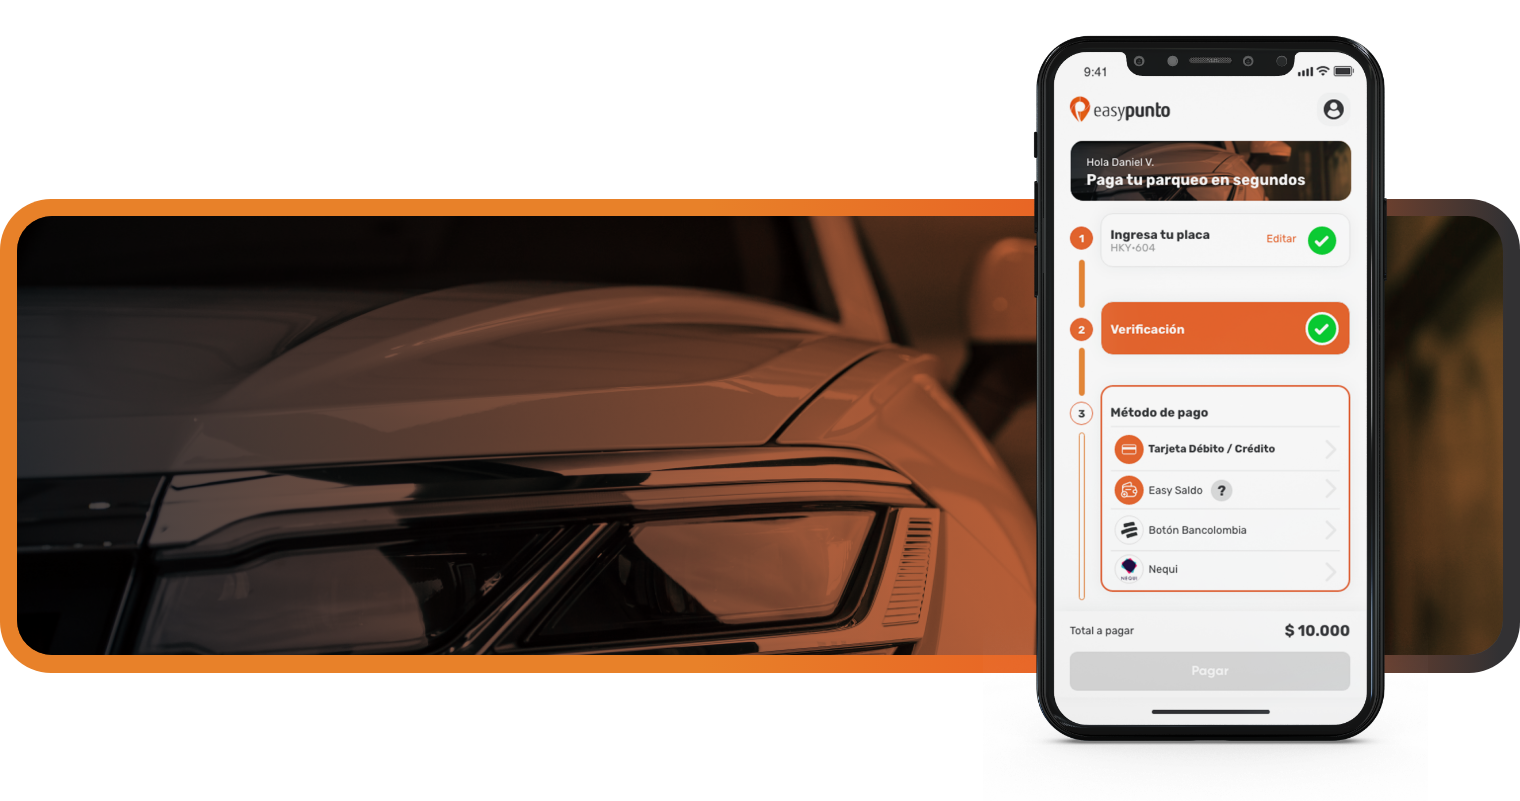 9:41
easypunto
Hola Daniel V.
Paga tu parqueo en segundos
1
Ingresa tu placa
HKY•604
Editar
2
Verificación
3
Método de pago
Tarjeta Débito / Crédito
Easy Saldo ?
Botón Bancolombia
Nequi
Total a pagar
$ 10.000
Pagar